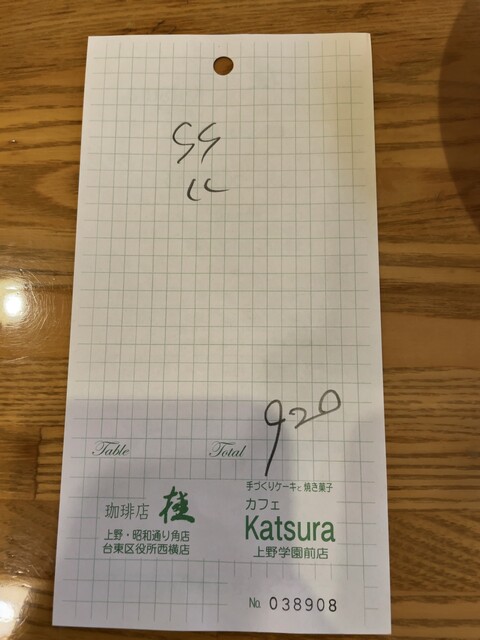 Table
Total 920
珈琲店 桂
上野・昭和通り角店
台東区役所西横店
手づくりケーキと焼き菓子
カフェ
Katsura
上野学園前店
No. 038908